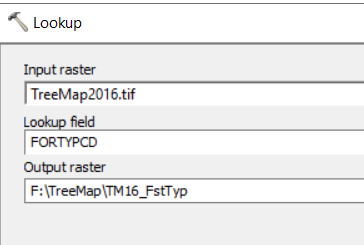 Lookup
Input raster
TreeMap2016.tif
Lookup field
FORTYPCD
Output raster
F:\TreeMap\TM16_FstTyp